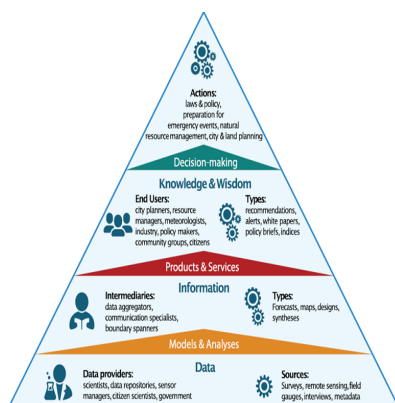 Actions:
laws & policy,
preparation for
emergency events, natural
resource management, city & land planning
Decision-making
Knowledge & Wisdom
End Users:
city planners, resource
managers, meteorologists,
industry, policy makers,
community groups, citizens
Types:
recommendations,
alerts, white papers,
policy briefs, indices
Products & Services
Information
Intermediaries:
data aggregators,
communication specialists,
boundary spanners
Types:
Forecasts, maps, designs,
syntheses
Models & Analyses
Data
Data providers:
scientists, data repositories, sensor
managers, citizen scientists, government
Sources:
Surveys, remote sensing, field
gauges, interviews, metadata